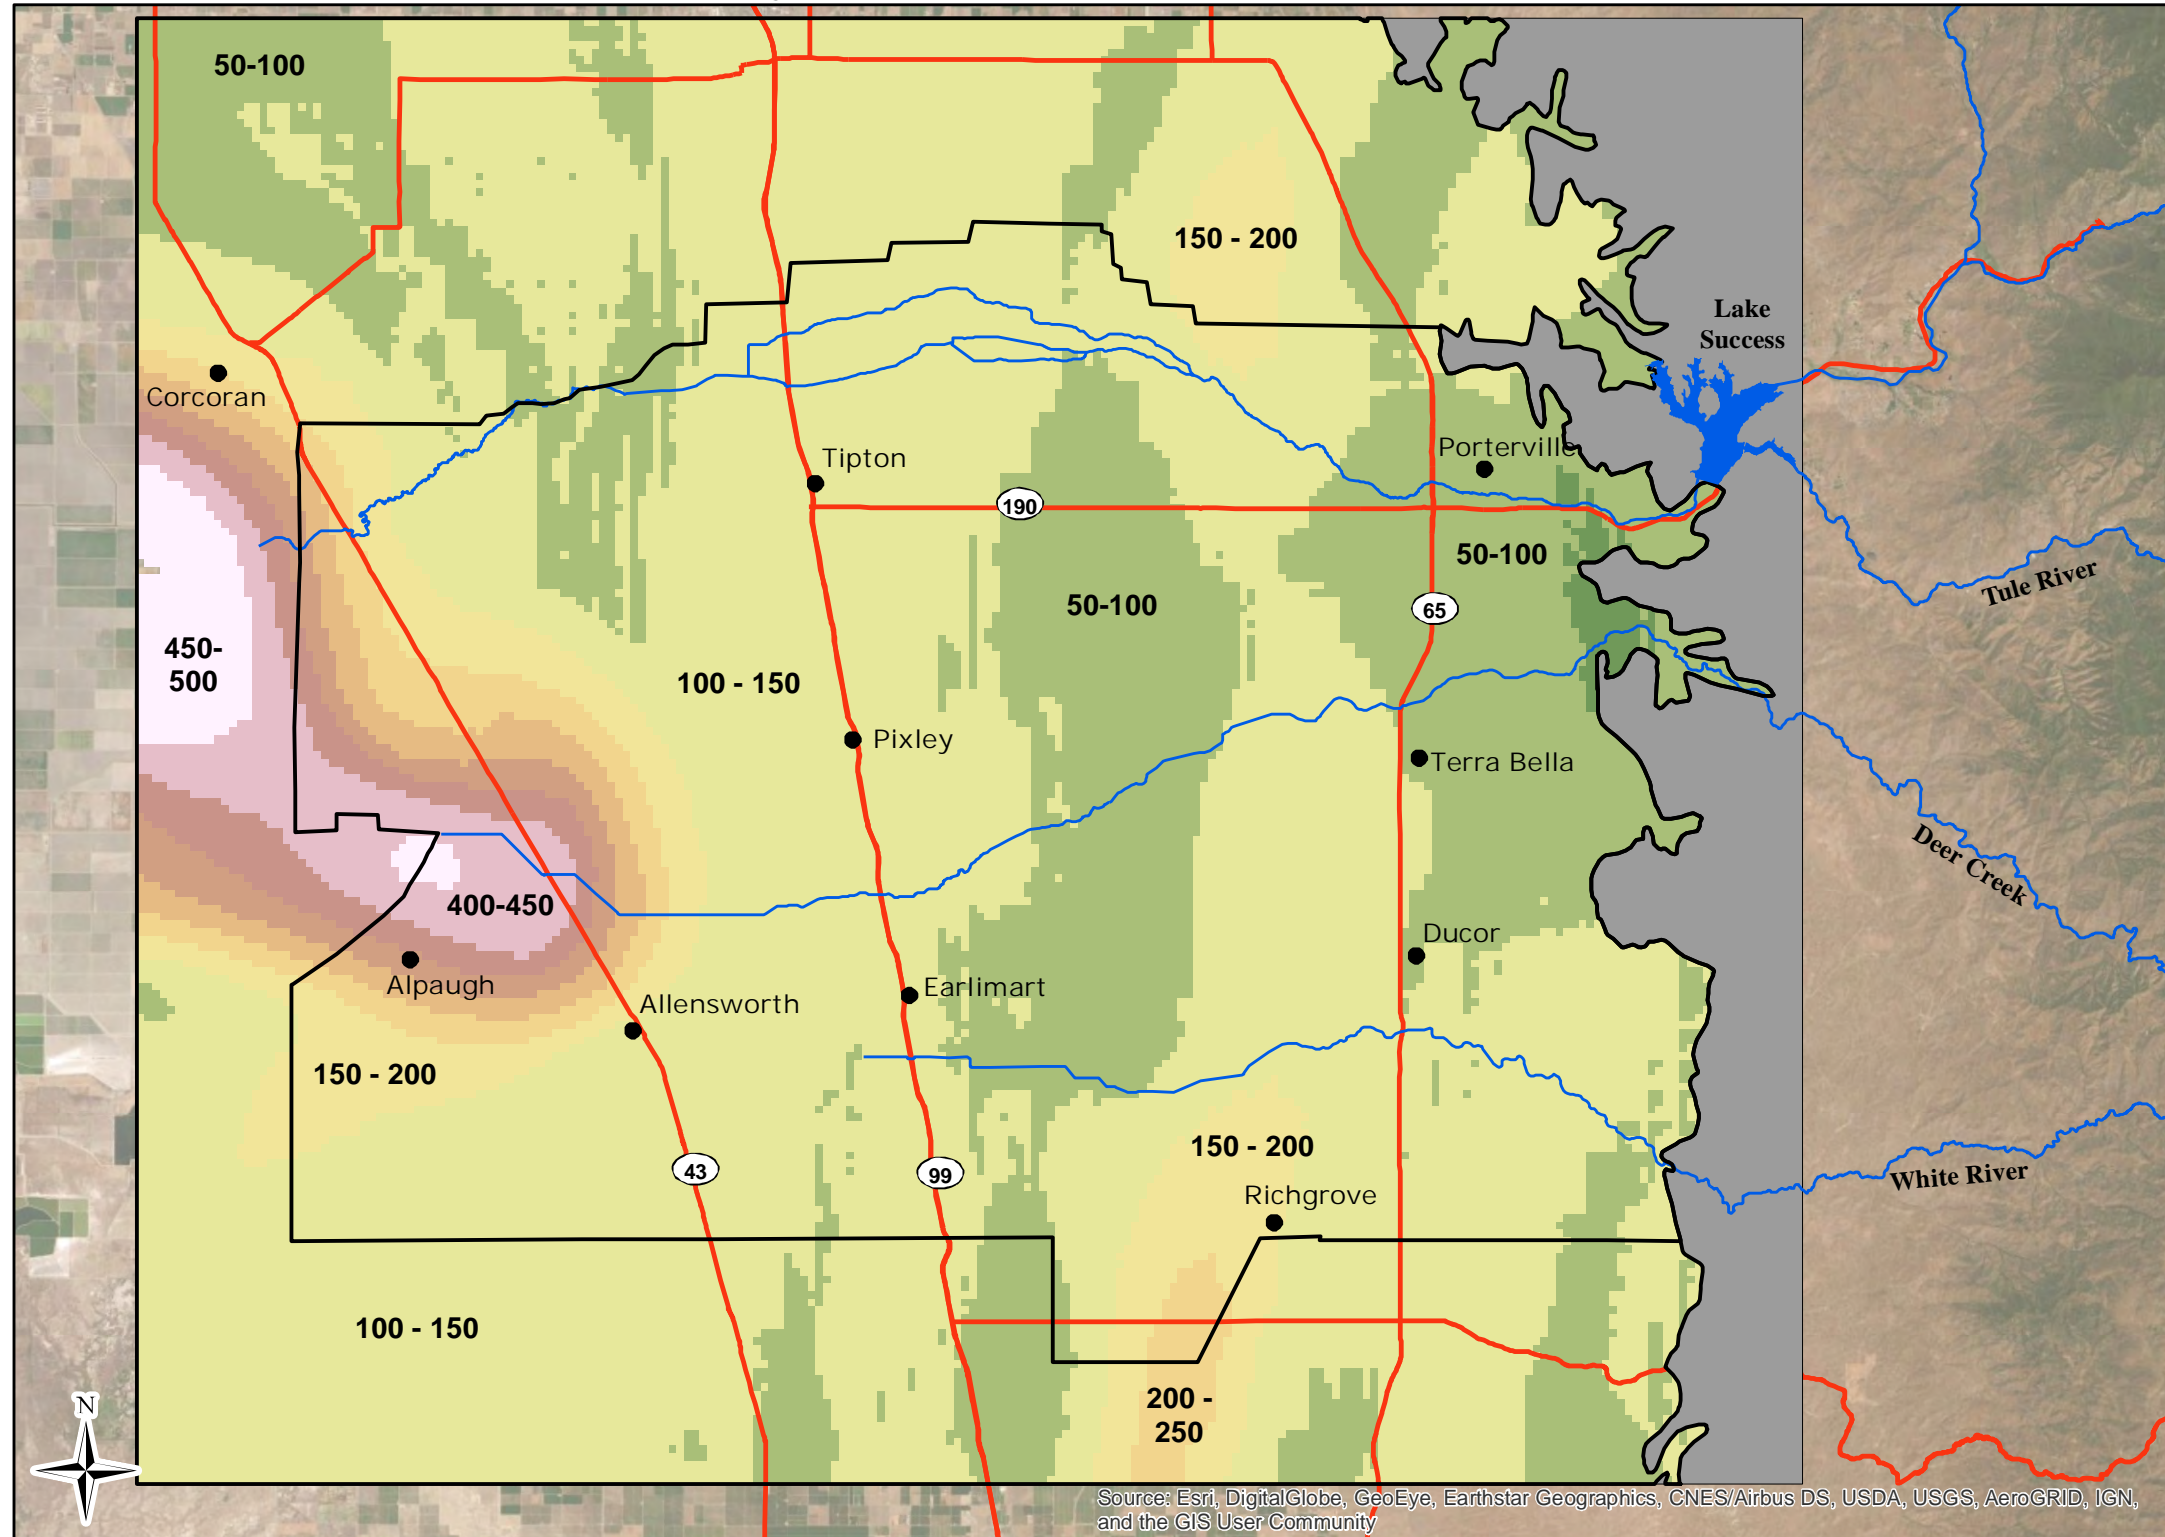 50-100
150 - 200
Lake
Success
Corcoran
Tipton
Porterville
190
50-100
Tule River
50-100
65
450-
500
100 - 150
Pixley
Terra Bella
Deer Creek
400-450
Ducor
Alpaugh
Earlimart
Allensworth
150 - 200
150 - 200
43
99
White River
Richgrove
100 - 150
200 -
250
N
Source: Esri, DigitalGlobe, GeoEye, Earthstar Geographics, CNES/Airbus DS, USDA, USGS, AeroGRID, IGN,
and the GIS User Community